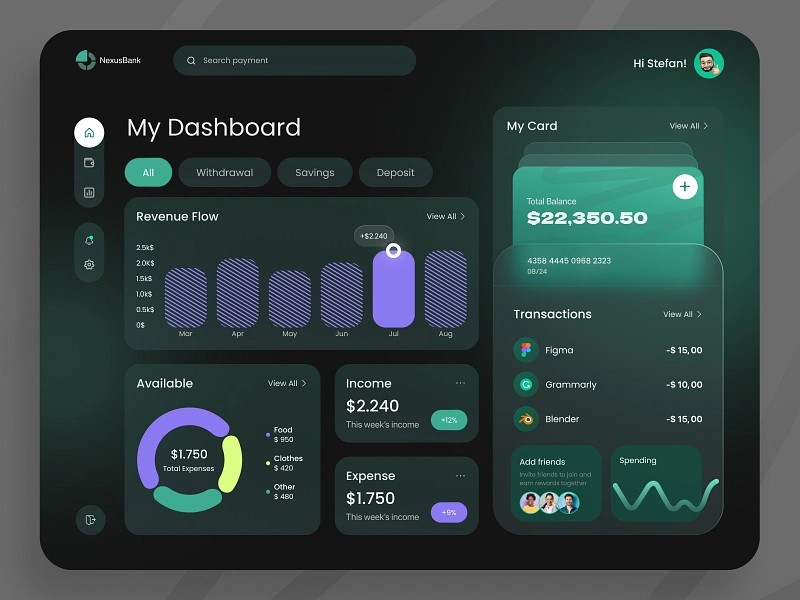 NexusBank
Search payment
Hi Stefan!
My Dashboard
All
Withdrawal
Savings
Deposit
Revenue Flow
View All
+$2.240
2.5k$
2.0K$
1.5k$
1.0k$
0.5k$
0$
Mar
Apr
May
Jun
Jul
Aug
Available
View All
$1.750
Total Expenses
Food
$ 950
Clothes
$ 420
Other
$ 480
Income
$2.240
This week's income
+12%
Expense
$1.750
This week's income
+9%
My Card
View All
Total Balance
$22,350.50
4358 4445 0968 2323
08/24
Transactions
View All
Figma
-$ 15,00
Grammarly
-$ 10,00
Blender
-$ 15,00
Add friends
Invite friends to join and
earn rewards together
Spending